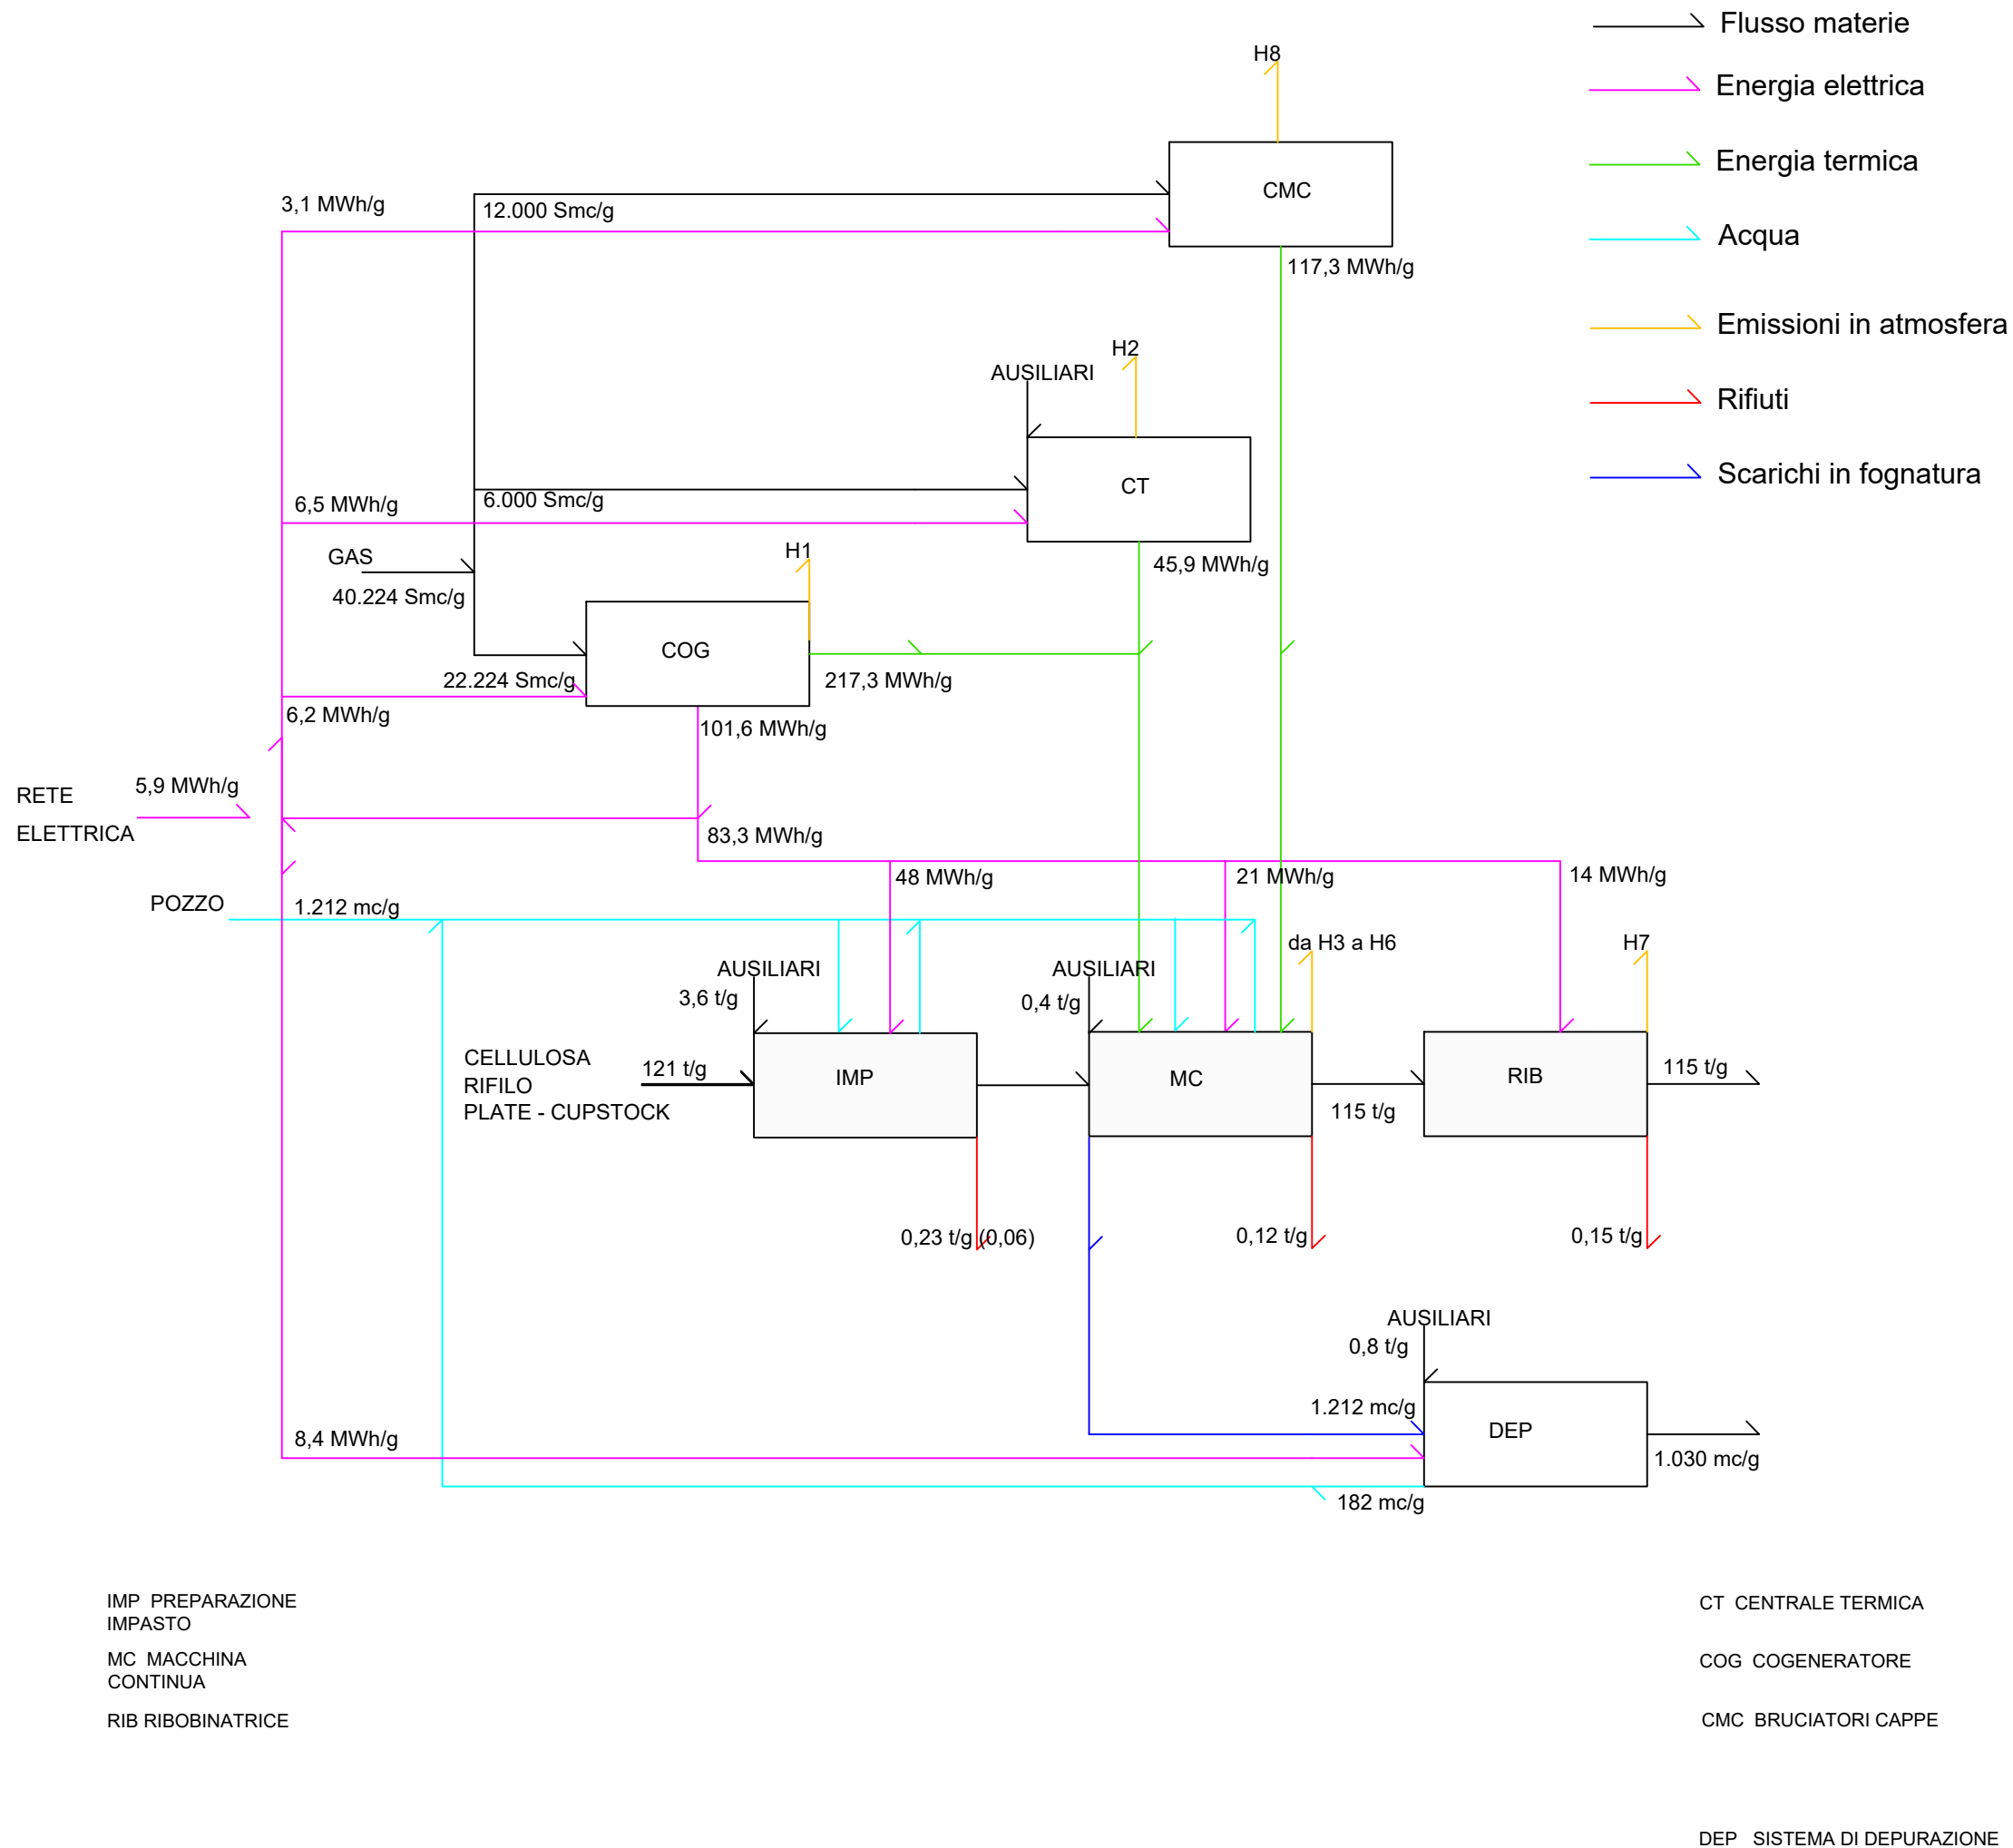 Flusso materie
H8
Energia elettrica
Energia termica
CMC
3,1 MWh/g
12.000 Smc/g
Acqua
117,3 MWh/g
Emissioni in atmosfera
H2
AUSILIARI
Rifiuti
Scarichi in fognatura
CT
6,5 MWh/g
6.000 Smc/g
H1
GAS
45,9 MWh/g
40.224 Smc/g
COG
22.224 Smc/g
217,3 MWh/g
6,2 MWh/g
101,6 MWh/g
5,9 MWh/g
RETE
ELETTRICA
83,3 MWh/g
48 MWh/g
21 MWh/g
14 MWh/g
POZZO
1.212 mc/g
da H3 a H6
H7
AUSILIARI
AUSILIARI
3,6 t/g
0,4 t/g
CELLULOSA
RIFILO
PLATE - CUPSTOCK
121 t/g
IMP
MC
RIB
115 t/g
115 t/g
0,23 t/g (0,06)
0,12 t/g
0,15 t/g
AUSILIARI
0,8 t/g
1.212 mc/g
DEP
8,4 MWh/g
1.030 mc/g
182 mc/g
IMP PREPARAZIONE
IMPASTO
CT CENTRALE TERMICA
MC MACCHINA
CONTINUA
COG COGENERATORE
RIB RIBOBINATRICE
CMC BRUCIATORI CAPPE
DEP SISTEMA DI DEPURAZIONE